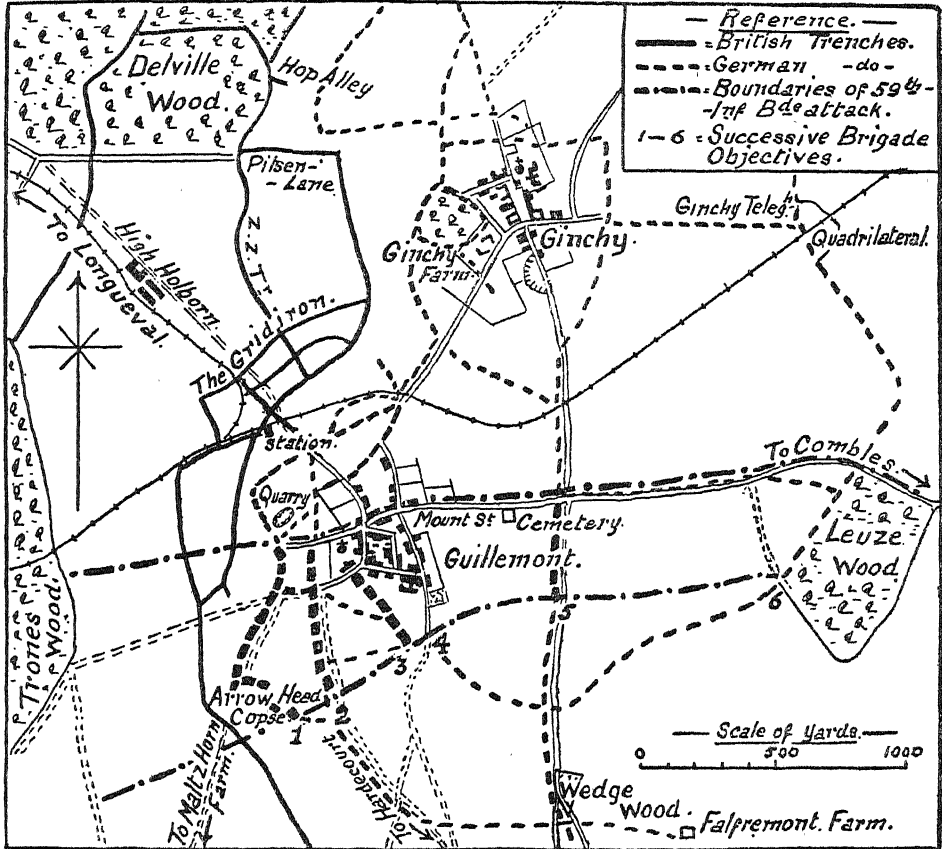 Reference.
= British Trenches.
= German -do-
= Boundaries of 59th-
-Inf Bde attack.
1-6 = Successive Brigade
Objectives.
Delville
Wood.
Hop Alley
Pilsen-
-Lane
Z.Z. Tr.
High Holborn.
To Longueval.
The Gridiron.
Ginchy
Farm.
Ginchy.
Ginchy Telegh.
Quadrilateral.
Station.
Quarry
Mount St
Cemetery.
Guillemont.
To Combles
Leuze
Wood.
Trones
Wood.
Arrow Head
Copse
1
2
3
4
5
6
To Maltz Horn
Farm.
To Hardecourt
Wedge
Wood.
Falfremont. Farm.
Scale of Yards.
0 500 1000